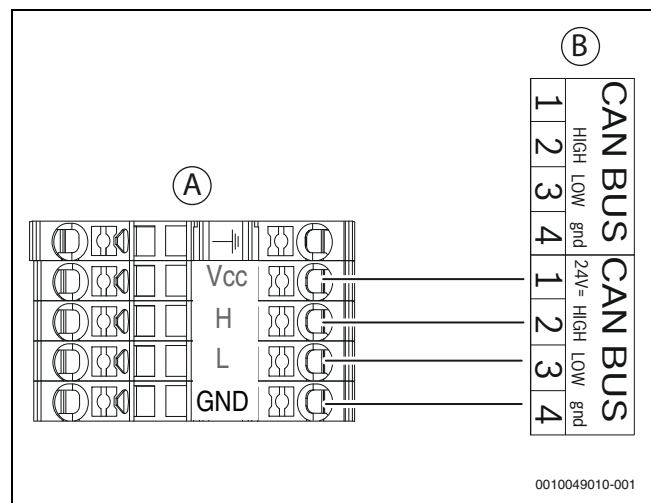 A
B
Vcc
H
L
GND
CAN BUS
1
2 HIGH
3 LOW
4 gnd
CAN BUS
1 24V=
2 HIGH
3 LOW
4 gnd
0010049010-001